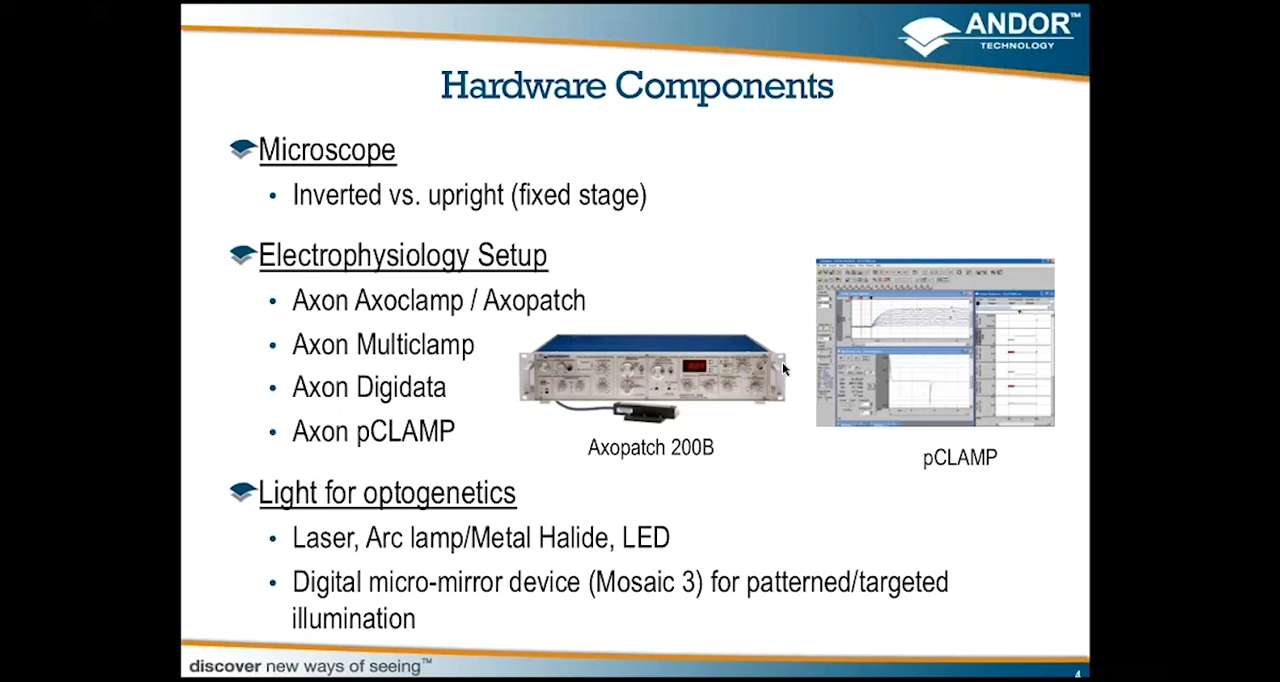 ANDOR™
TECHNOLOGY
Hardware Components
Microscope
• Inverted vs. upright (fixed stage)
Electrophysiology Setup
• Axon Axoclamp / Axopatch
• Axon Multiclamp
• Axon Digidata
• Axon pCLAMP
Axopatch 200B
pCLAMP
Light for optogenetics
• Laser, Arc lamp/Metal Halide, LED
• Digital micro-mirror device (Mosaic 3) for patterned/targeted
illumination
discover new ways of seeing™
4